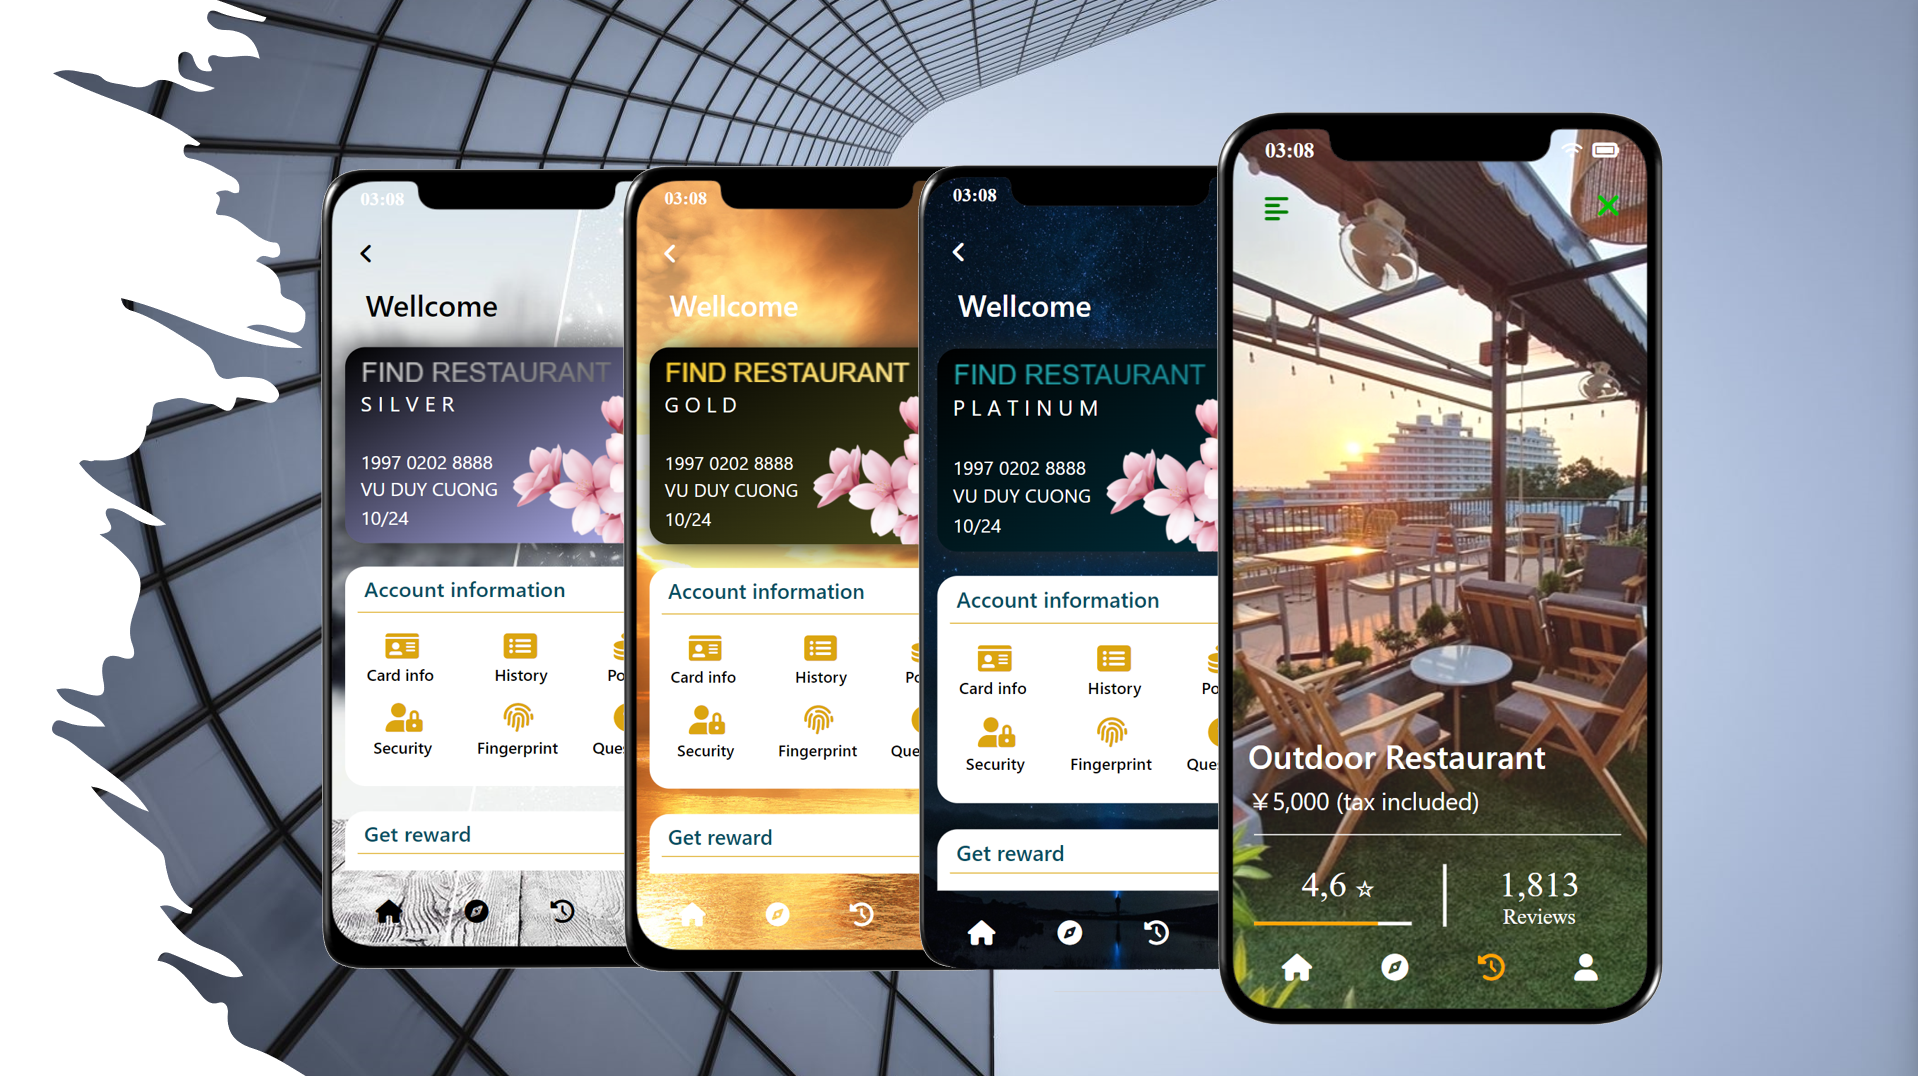 03:08
Wellcome
FIND RESTAURANT
SILVER
1997 0202 8888
VU DUY CUONG
10/24
Account information
Card info
History
Po
Security
Fingerprint
Ques
Get reward
03:08
Wellcome
FIND RESTAURANT
GOLD
1997 0202 8888
VU DUY CUONG
10/24
Account information
Card info
History
Po
Security
Fingerprint
Que
Get reward
03:08
Wellcome
FIND RESTAURANT
PLATINUM
1997 0202 8888
VU DUY CUONG
10/24
Account information
Card info
History
Po
Security
Fingerprint
Que
Get reward
03:08
Outdoor Restaurant
¥5,000 (tax included)
4,6
1,813
Reviews